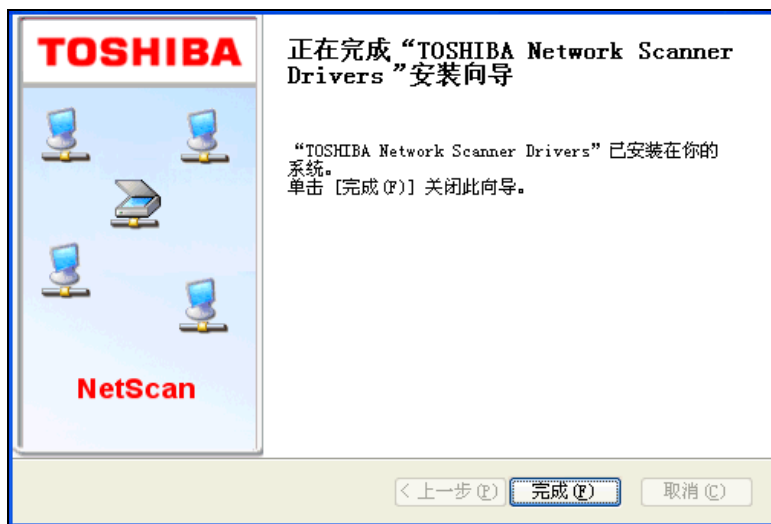 TOSHIBA
NetScan
正在完成“TOSHIBA Network Scanner
Drivers”安装向导
“TOSHIBA Network Scanner Drivers”已安装在你的
系统。
单击 [完成(F)] 关闭此向导。
< 上一步(P) 完成(F) 取消(C)